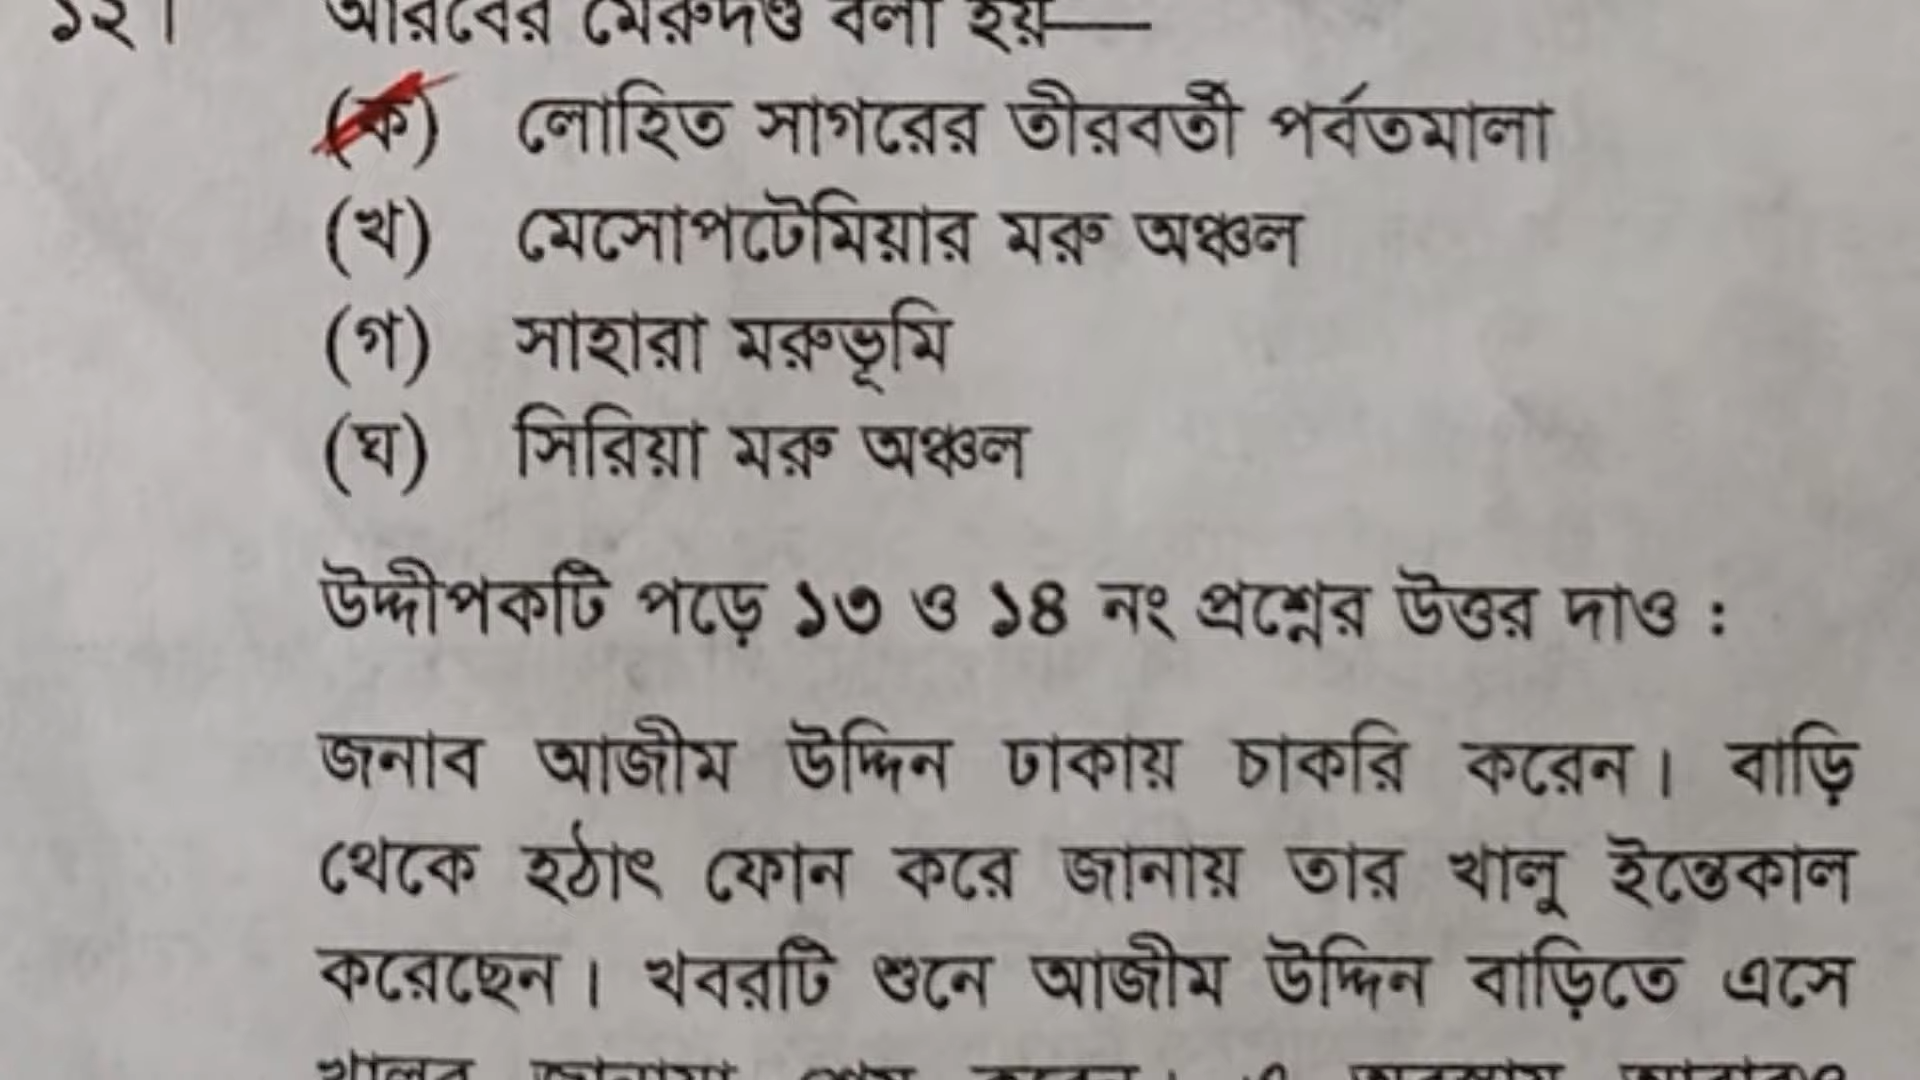 ১২। আরবের মেরুদণ্ড বলা হয়—
(ক) লোহিত সাগরের তীরবর্তী পর্বতমালা
(খ) মেসোপটেমিয়ার মরু অঞ্চল
(গ) সাহারা মরুভূমি
(ঘ) সিরিয়া মরু অঞ্চল
উদ্দীপকটি পড়ে ১৩ ও ১৪ নং প্রশ্নের উত্তর দাও :
জনাব আজীম উদ্দিন ঢাকায় চাকরি করেন। বাড়ি
থেকে হঠাৎ ফোন করে জানায় তার খালু ইন্তেকাল
করেছেন। খবরটি শুনে আজীম উদ্দিন বাড়িতে এসে